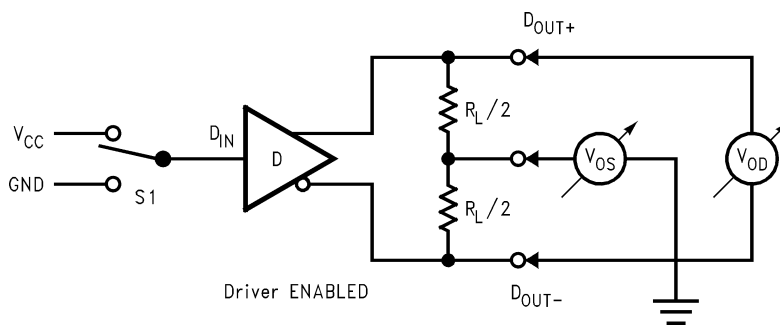 D_OUT+
V_CC
D_IN
D
R_L/2
V_OS
V_OD
GND
S1
R_L/2
Driver ENABLED
D_OUT−